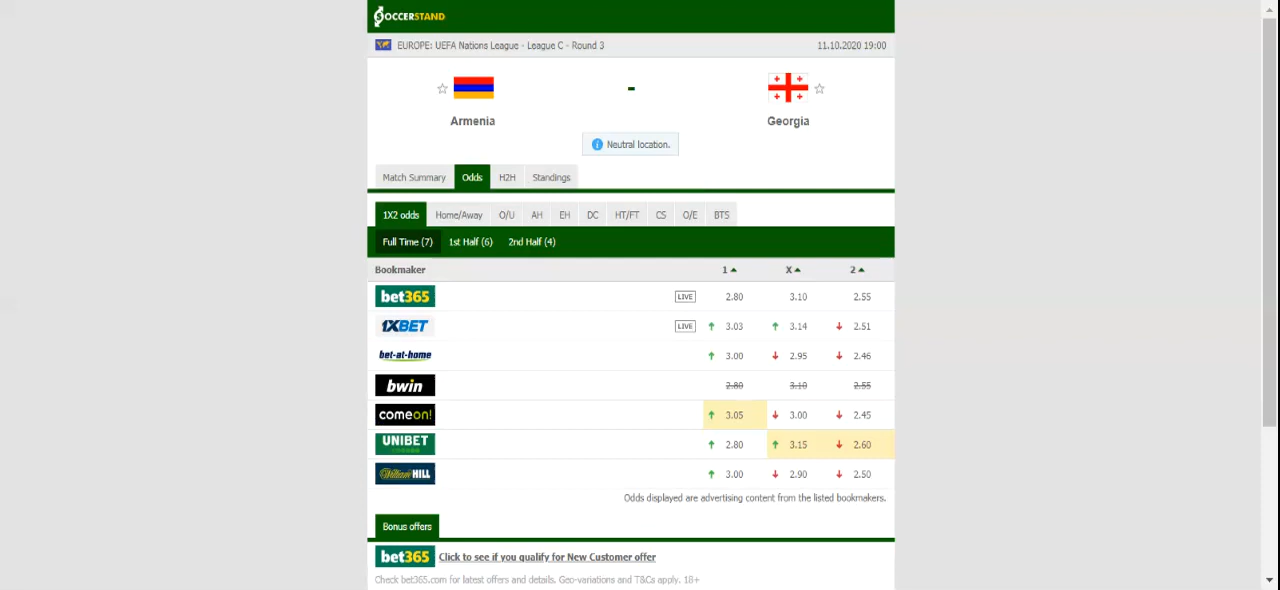 SOCCERSTAND
EUROPE: UEFA Nations League - League C - Round 3 11.10.2020 19:00
-
Armenia Georgia
Neutral location.
Match Summary Odds H2H Standings
1X2 odds Home/Away O/U AH EH DC HT/FT CS O/E BTS
Full Time (7) 1st Half (6) 2nd Half (4)
Bookmaker 1 X 2
bet365 LIVE 2.80 3.10 2.55
1XBET LIVE 3.03 3.14 2.51
bet-at-home 3.00 2.95 2.46
bwin 2.80 3.10 2.55
comeon! 3.05 3.00 2.45
UNIBET 2.80 3.15 2.60
William HILL 3.00 2.90 2.50
Odds displayed are advertising content from the listed bookmakers.
Bonus offers
bet365 Click to see if you qualify for New Customer offer
Check bet365.com for latest offers and details. Geo-variations and T&Cs apply. 18+